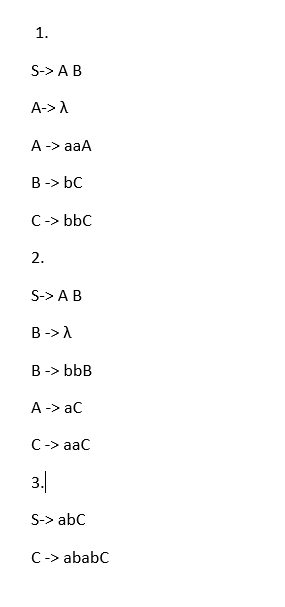 1.
S-> A B
A-> λ
A -> aaA
B -> bC
C -> bbC
2.
S-> A B
B -> λ
B -> bbB
A -> aC
C -> aaC
3.
S-> abC
C -> ababC